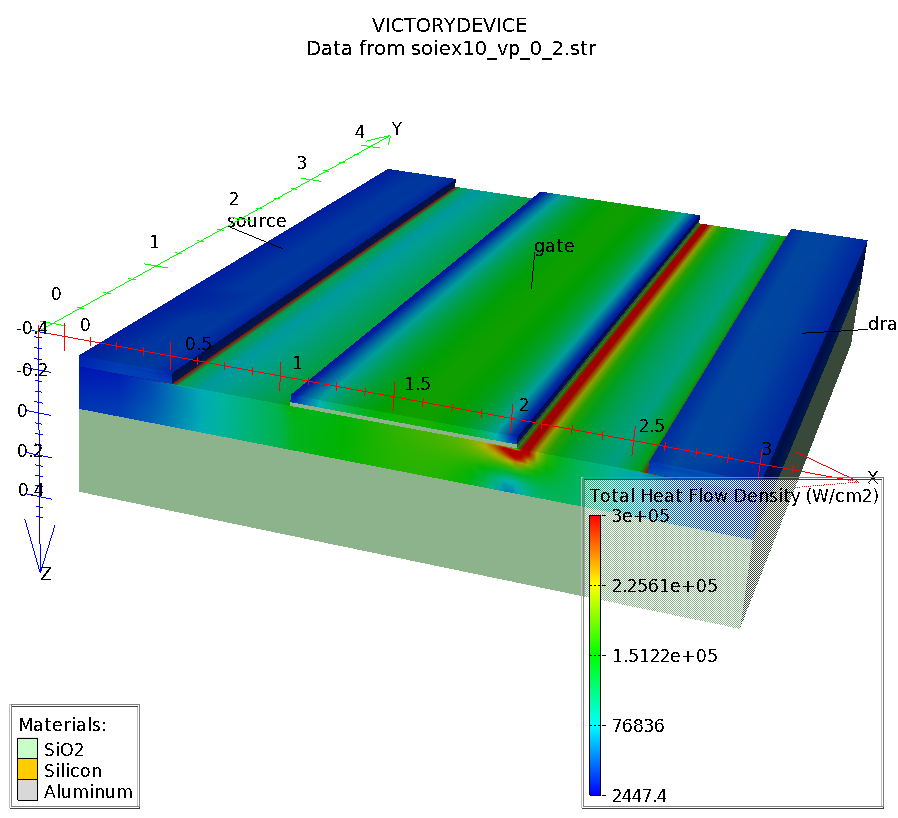 VICTORYDEVICE
Data from soiex10_vp_0_2.str
Y
4
3
2
source
1
gate
0
-0.4
0
dra
0.5
-0.2
1
1.5
0
2
2.5
0.2
3
X
0.4
Z
Total Heat Flow Density (W/cm2)
3e+05
2.2561e+05
1.5122e+05
76836
2447.4
Materials:
SiO2
Silicon
Aluminum